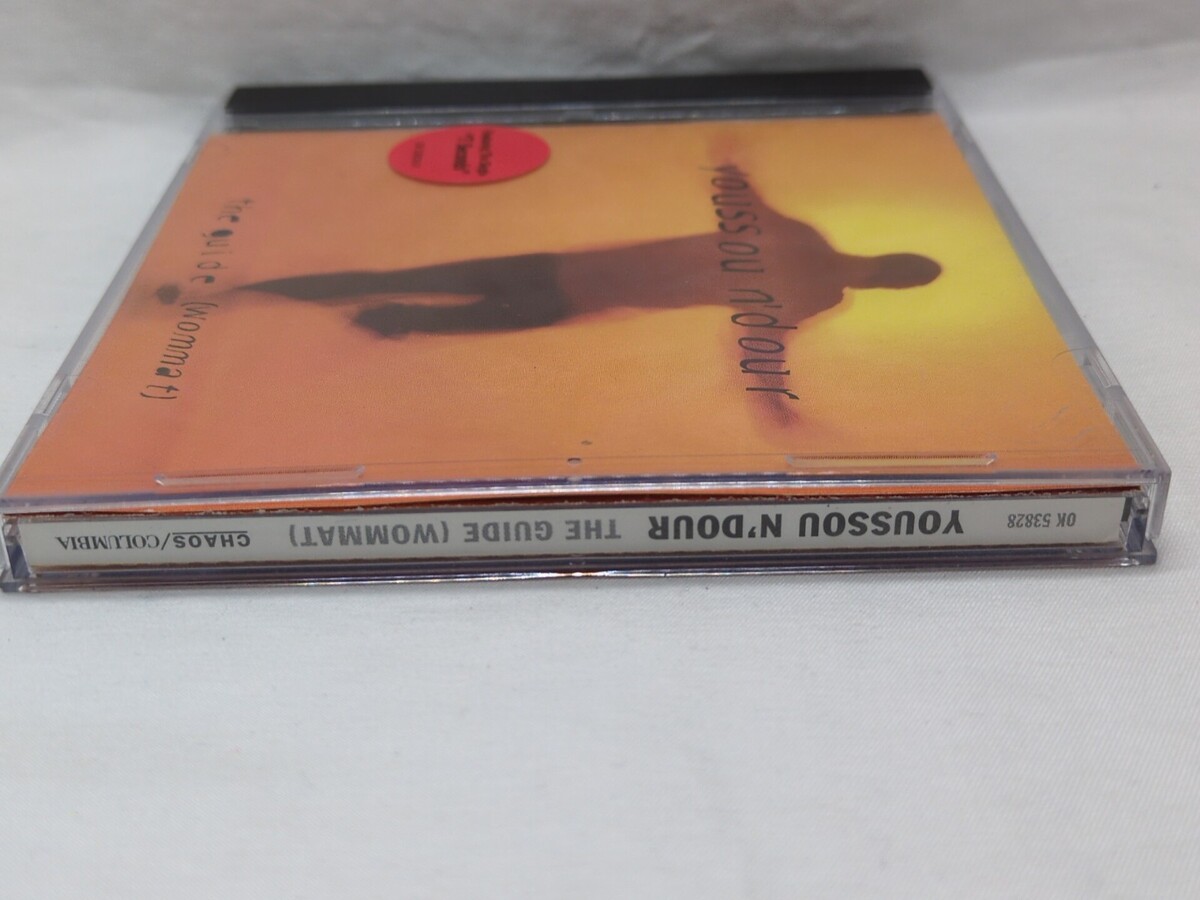 youssou n'dour
the guide (wommat)
OK 53828 YOUSSOU N'DOUR THE GUIDE (WOMMAT) CHAOS/COLUMBIA